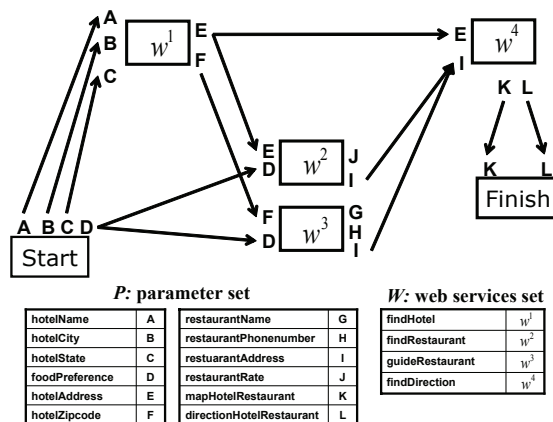 A
B
C
w¹
E
F
E
I
w⁴
K L
K L
Finish
E
D
w²
J
I
F
D
w³
G
H
I
A B C D
Start
P: parameter set
hotelName A
hotelCity B
hotelState C
foodPreference D
hotelAddress E
hotelZipcode F
restaurantName G
restaurantPhonenumber H
restuarantAddress I
restaurantRate J
mapHotelRestaurant K
directionHotelRestaurant L
W: web services set
findHotel w¹
findRestaurant w²
guideRestaurant w³
findDirection w⁴